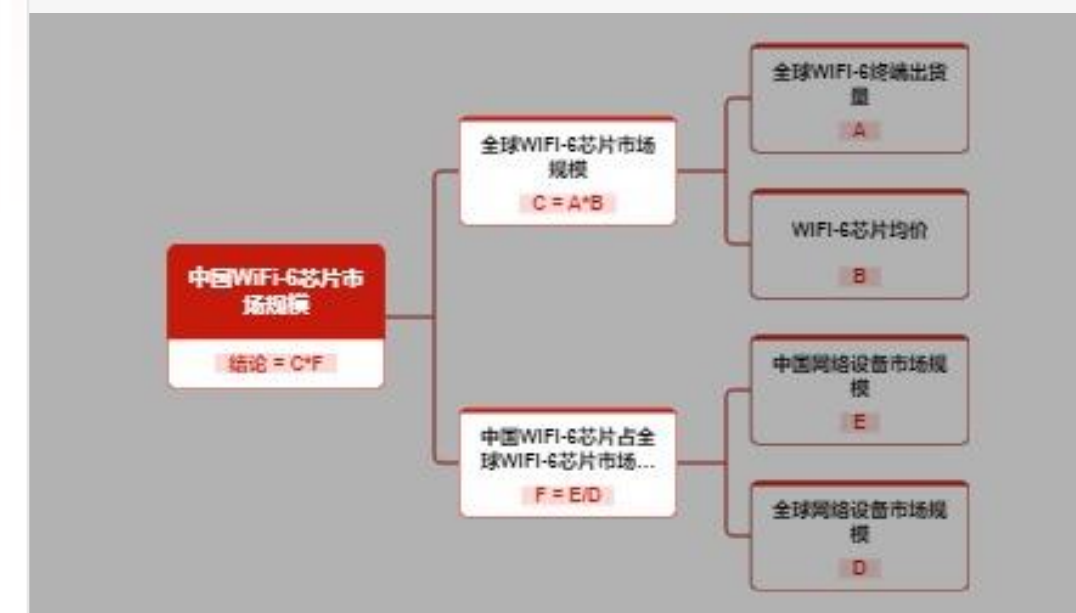 全球WIFI-6终端出货
量
A
全球WIFI-6芯片市场
规模
C = A*B
WIFI-6芯片均价
B
中国WiFi-6芯片市
场规模
结论 = C*F
中国网络设备市场规
模
E
中国WIFI-6芯片占全
球WIFI-6芯片市场...
F = E/D
全球网络设备市场规
模
D